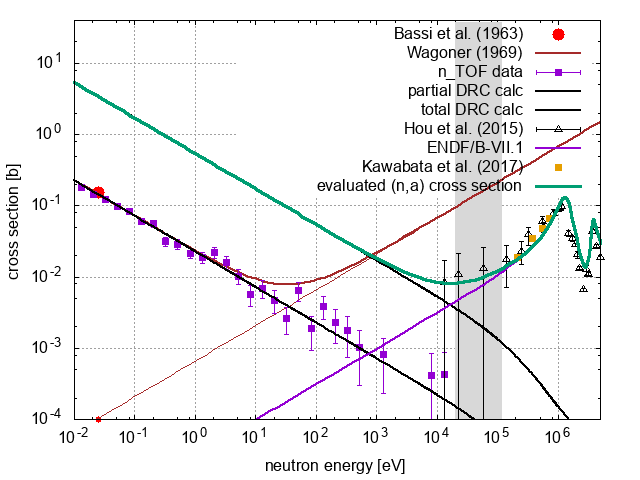 Bassi et al. (1963)
Wagoner (1969)
n_TOF data
partial DRC calc
total DRC calc
Hou et al. (2015)
ENDF/B-VII.1
Kawabata et al. (2017)
evaluated (n,a) cross section
10^1
10^0
10^-1
10^-2
10^-3
10^-4
cross section [b]
10^-2 10^-1 10^0 10^1 10^2 10^3 10^4 10^5 10^6
neutron energy [eV]